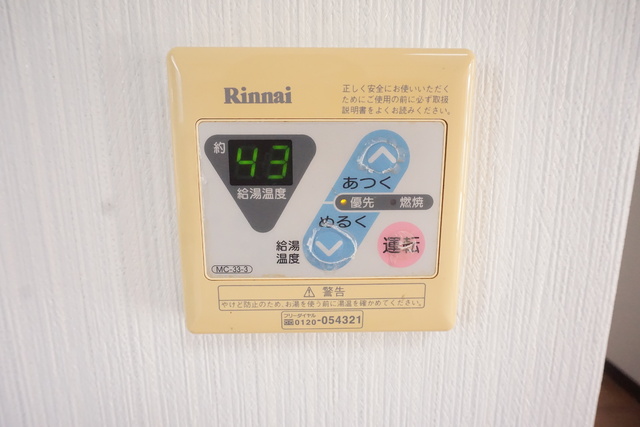 Rinnai
正しく安全にお使いいただく
ためにご使用の前に必ず取扱
説明書をよくお読みください。
約
43
給湯温度
あつく
優先 燃焼
ぬるく
給湯
温度
運転
MC-33-3
⚠ 警告
やけど防止のため、お湯を使う前に湯温を確かめてください。
フリーダイヤル
0120-054321